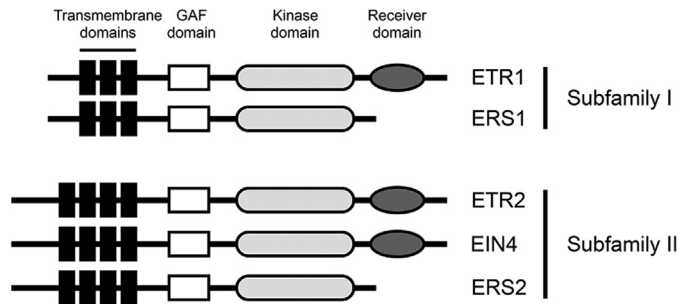 Transmembrane domains
GAF domain
Kinase domain
Receiver domain
ETR1
ERS1
Subfamily I
ETR2
EIN4
ERS2
Subfamily II